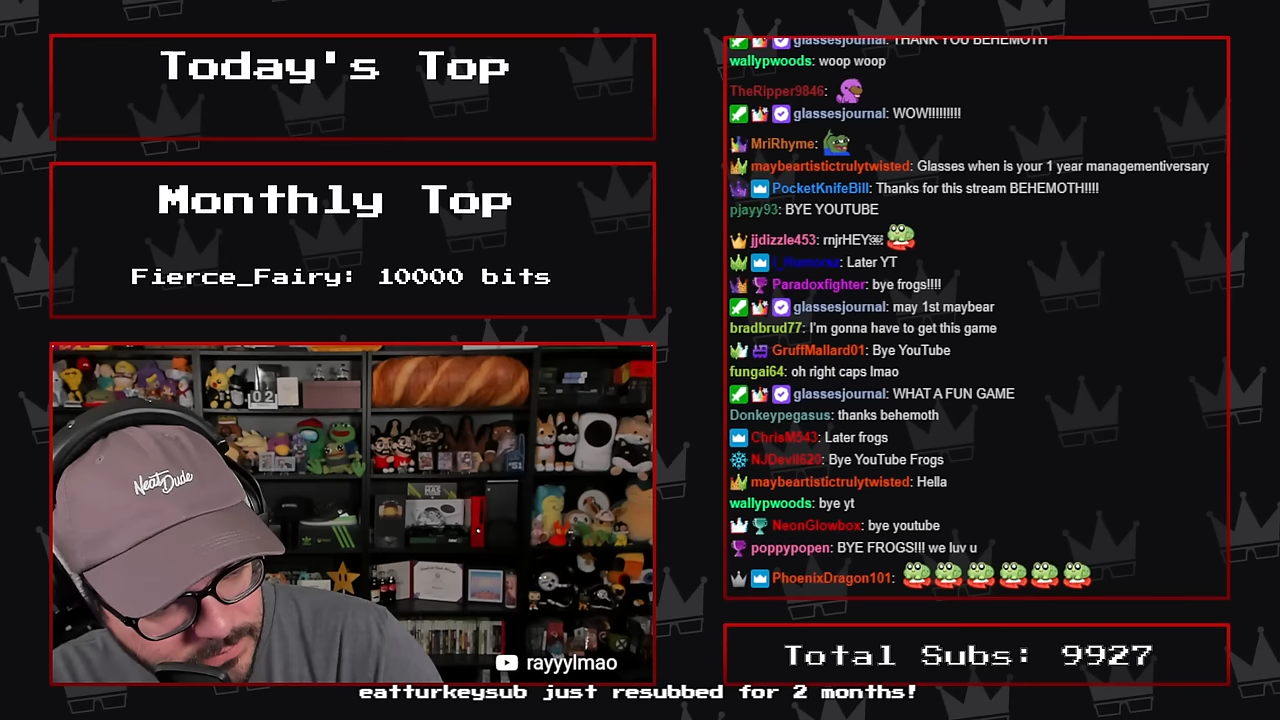 Today's Top
Monthly Top
Fierce_Fairy: 10000 bits
Neat Dude
02
rayyylmao
glassesjournal: THANK YOU BEHEMOTH
wallypwoods: woop woop
TheRipper9846:
glassesjournal: WOW!!!!!!!!!
MriRhyme:
maybeartistictrulytwisted: Glasses when is your 1 year managementiversary
PocketKnifeBill: Thanks for this stream BEHEMOTH!!!!
pjayy93: BYE YOUTUBE
jjdizzle453: rnjrHEY
: Later YT
Paradoxfighter: bye frogs!!!!
glassesjournal: may 1st maybear
bradbrud77: I'm gonna have to get this game
GruffMallard01: Bye YouTube
fungai64: oh right caps lmao
glassesjournal: WHAT A FUN GAME
Donkeypegasus: thanks behemoth
ChrisM543: Later frogs
NJDevil620: Bye YouTube Frogs
maybeartistictrulytwisted: Hella
wallypwoods: bye yt
NeonGlowbox: bye youtube
poppypopen: BYE FROGS!!! we luv u
PhoenixDragon101:
Total Subs: 9927
eatturkeysub just resubbed for 2 months!